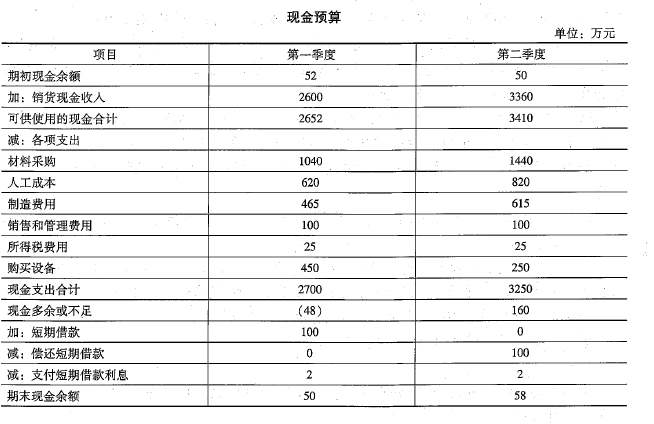 现金预算
单位：万元
项目 第一季度 第二季度
期初现金余额 52 50
加：销货现金收入 2600 3360
可供使用的现金合计 2652 3410
减：各项支出
材料采购 1040 1440
人工成本 620 820
制造费用 465 615
销售和管理费用 100 100
所得税费用 25 25
购买设备 450 250
现金支出合计 2700 3250
现金多余或不足 (48) 160
加：短期借款 100 0
减：偿还短期借款 0 100
减：支付短期借款利息 2 2
期末现金余额 50 58